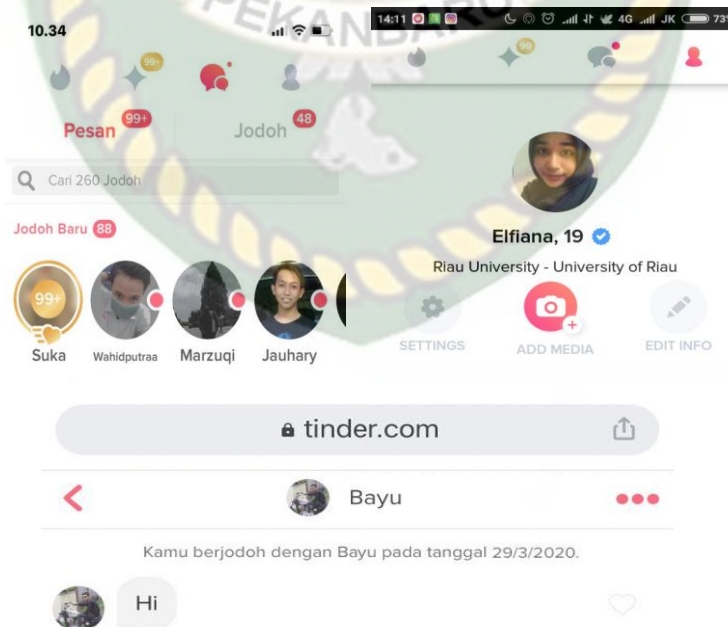 PEKANBARU
10.34
99+
Pesan 99+
Jodoh 48
Cari 260 Jodoh
Jodoh Baru 88
99+
Suka
Wahidputraa
Marzuqi
Jauhary
14:11
4G
JK
73%
99
Elfiana, 19
Riau University - University of Riau
SETTINGS
ADD MEDIA
EDIT INFO
tinder.com
Bayu
Kamu berjodoh dengan Bayu pada tanggal 29/3/2020.
Hi